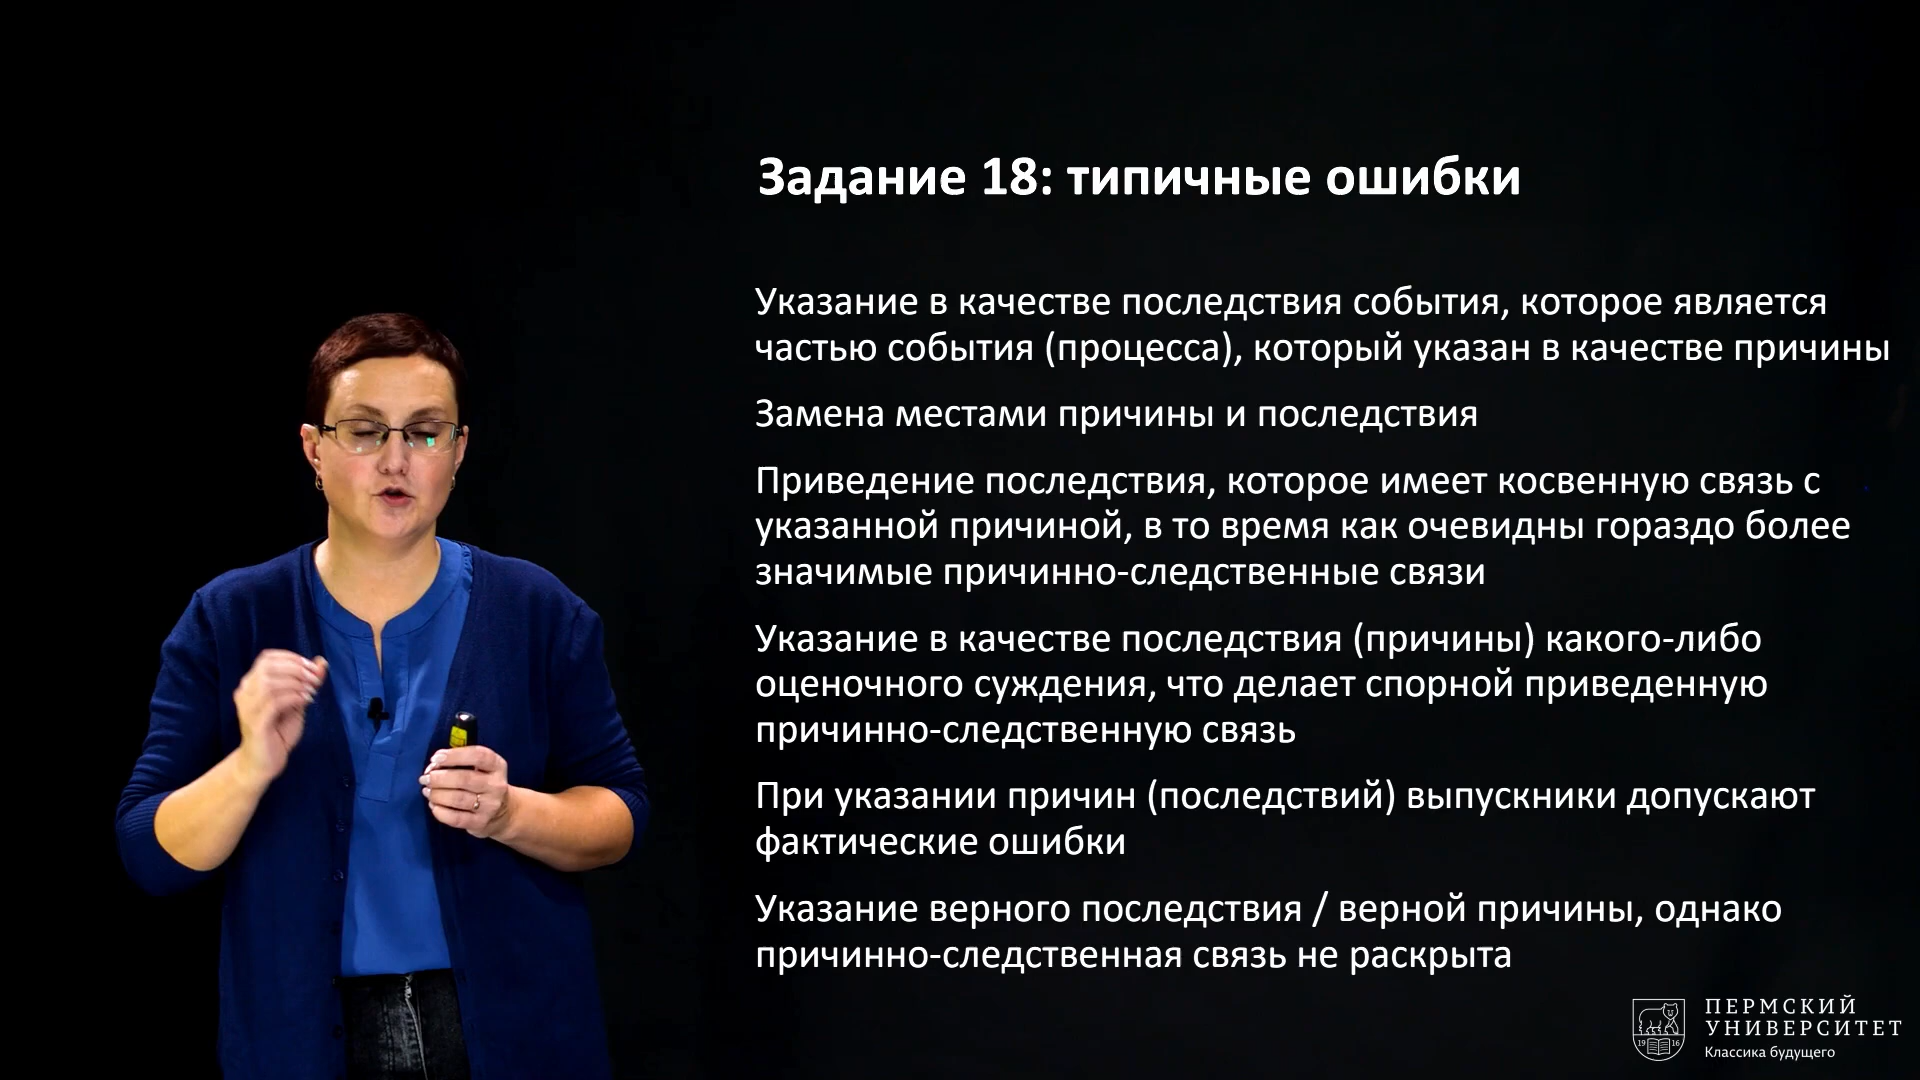 Задание 18: типичные ошибки
Указание в качестве последствия события, которое является
частью события (процесса), который указан в качестве причины
Замена местами причины и последствия
Приведение последствия, которое имеет косвенную связь с
указанной причиной, в то время как очевидны гораздо более
значимые причинно-следственные связи
Указание в качестве последствия (причины) какого-либо
оценочного суждения, что делает спорной приведенную
причинно-следственную связь
При указании причин (последствий) выпускники допускают
фактические ошибки
Указание верного последствия / верной причины, однако
причинно-следственная связь не раскрыта
ПЕРМСКИЙ
УНИВЕРСИТЕТ
19 16
Классика будущего